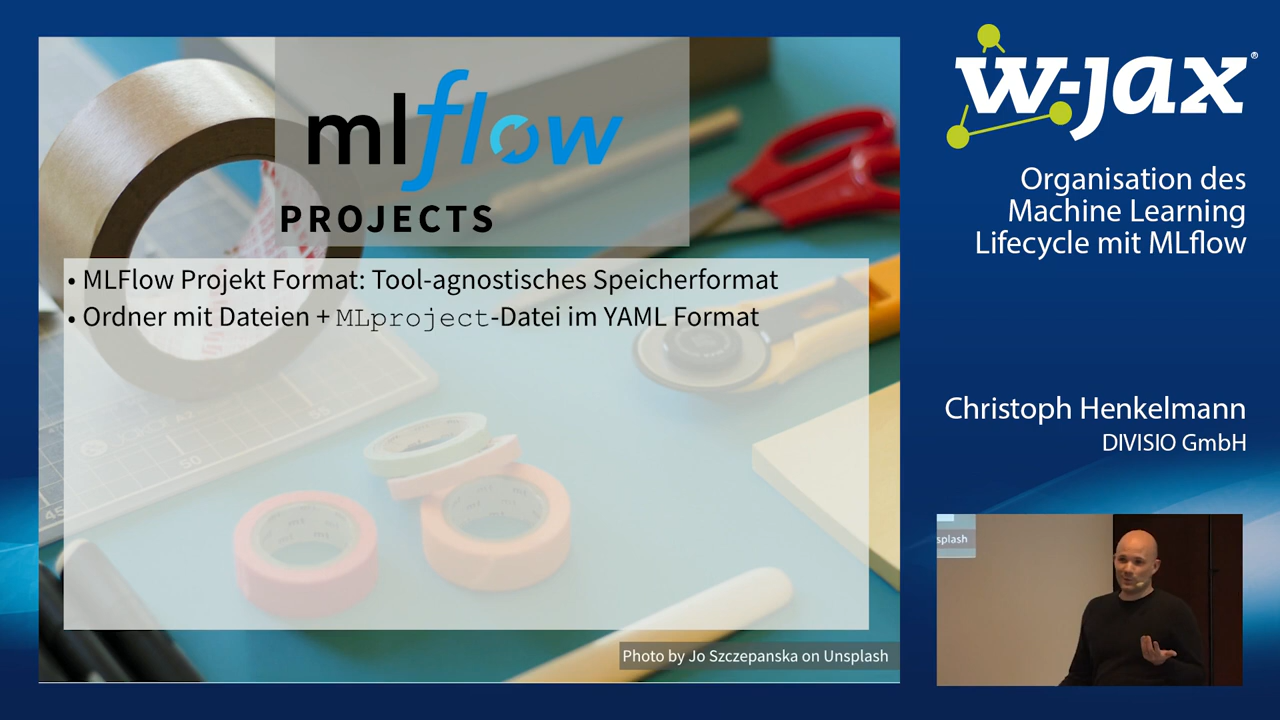 mlflow
PROJECTS
• MLFlow Projekt Format: Tool-agnostisches Speicherformat
• Ordner mit Dateien + MLproject-Datei im YAML Format
Photo by Jo Szczepanska on Unsplash
w-jax®
Organisation des
Machine Learning
Lifecycle mit MLflow
Christoph Henkelmann
DIVISIO GmbH
splash